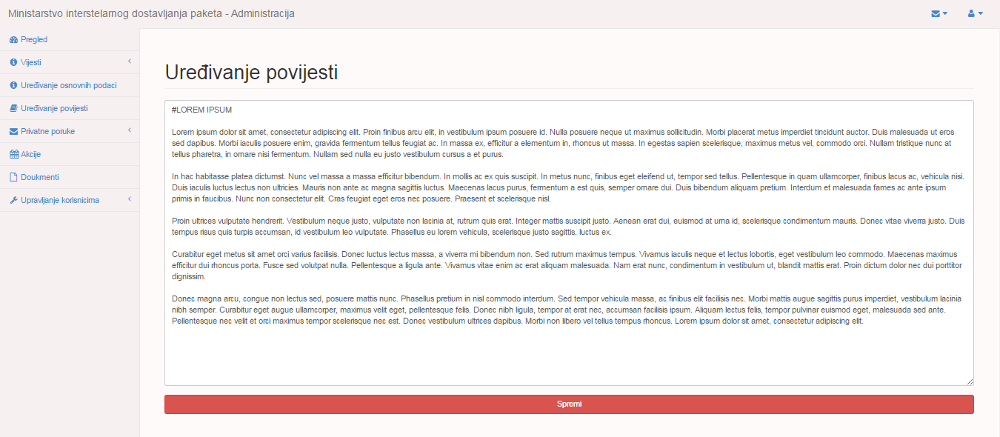 Ministarstvo interstelarnog dostavljanja paketa - Administracija
Pregled
Vijesti
Uređivanje osnovnih podaci
Uređivanje povijesti
Privatne poruke
Akcije
Doukmenti
Upravljanje korisnicima
Uređivanje povijesti
#LOREM IPSUM
Lorem ipsum dolor sit amet, consectetur adipiscing elit. Proin finibus arcu elit, in vestibulum ipsum posuere id. Nulla posuere neque ut maximus sollicitudin. Morbi placerat metus imperdiet tincidunt auctor. Duis malesuada ut eros
sed dapibus. Morbi iaculis posuere enim, gravida fermentum tellus feugiat ac. In massa ex, efficitur a elementum in, rhoncus ut massa. In egestas sapien scelerisque, maximus metus vel, commodo orci. Nullam tristique nunc at
tellus pharetra, in ornare nisi fermentum. Nullam sed nulla eu justo vestibulum cursus a et purus.
In hac habitasse platea dictumst. Nunc vel massa a massa efficitur bibendum. In mollis ac ex quis suscipit. In metus nunc, finibus eget eleifend ut, tempor sed tellus. Pellentesque in quam ullamcorper, finibus lacus ac, vehicula nisi.
Duis iaculis luctus lectus non ultricies. Mauris non ante ac magna sagittis luctus. Maecenas lacus purus, fermentum a est quis, semper ornare dui. Duis bibendum aliquam pretium. Interdum et malesuada fames ac ante ipsum
primis in faucibus. Nunc non consectetur elit. Cras feugiat eget eros nec posuere. Praesent et scelerisque nisl.
Proin ultrices vulputate hendrerit. Vestibulum neque justo, vulputate non lacinia at, rutrum quis erat. Integer mattis suscipit justo. Aenean erat dui, euismod at urna id, scelerisque condimentum mauris. Donec vitae viverra justo. Duis
tempus risus quis turpis accumsan, id vestibulum leo vulputate. Phasellus eu lorem vehicula, scelerisque justo sagittis, luctus ex.
Curabitur eget metus sit amet orci varius facilisis. Donec luctus lectus massa, a viverra mi bibendum non. Sed rutrum maximus tempus. Vivamus iaculis neque et lectus lobortis, eget vestibulum leo commodo. Maecenas maximus
efficitur dui rhoncus porta. Fusce sed volutpat nulla. Pellentesque a ligula ante. Vivamus vitae enim ac erat aliquam malesuada. Nam erat nunc, condimentum in vestibulum ut, blandit mattis erat. Proin dictum dolor nec dui porttitor
dignissim.
Donec magna arcu, congue non lectus sed, posuere mattis nunc. Phasellus pretium in nisl commodo interdum. Sed tempor vehicula massa, ac finibus elit facilisis nec. Morbi mattis augue sagittis purus imperdiet, vestibulum lacinia
nibh semper. Curabitur eget augue ullamcorper, maximus velit eget, pellentesque felis. Donec nibh ligula, tempor at erat nec, accumsan facilisis ipsum. Aliquam lectus felis, tempor pulvinar euismod eget, malesuada sed ante.
Pellentesque nec velit et orci maximus tempor scelerisque nec est. Donec vestibulum ultrices dapibus. Morbi non libero vel tellus tempus rhoncus. Lorem ipsum dolor sit amet, consectetur adipiscing elit.
Spremi